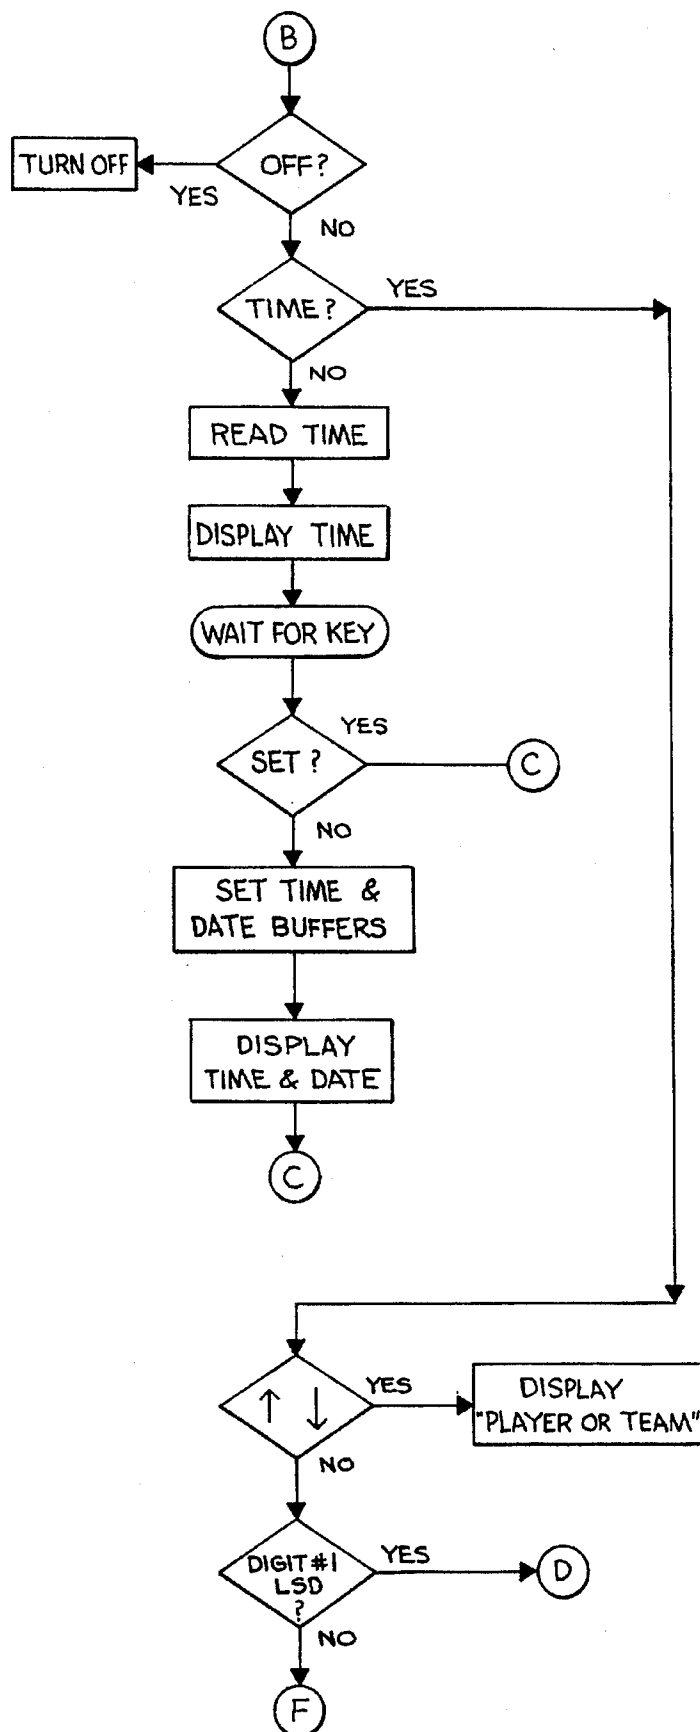 B
OFF?
TURN OFF
YES
NO
TIME?
YES
NO
READ TIME
DISPLAY TIME
WAIT FOR KEY
SET?
YES
C
NO
SET TIME &
DATE BUFFERS
DISPLAY
TIME & DATE
C
↑ ↓
YES
DISPLAY
"PLAYER OR TEAM"
NO
DIGIT #1
LSD
?
YES
D
NO
F